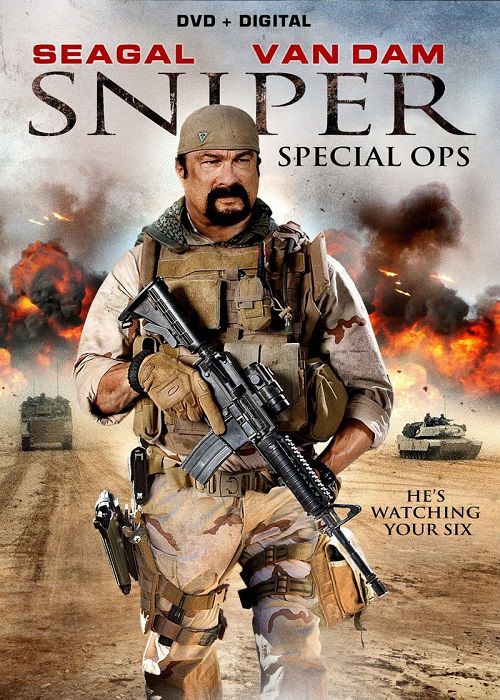 DVD + DIGITAL
SEAGAL VAN DAM
SNIPER
SPECIAL OPS
HE'S
WATCHING
YOUR SIX